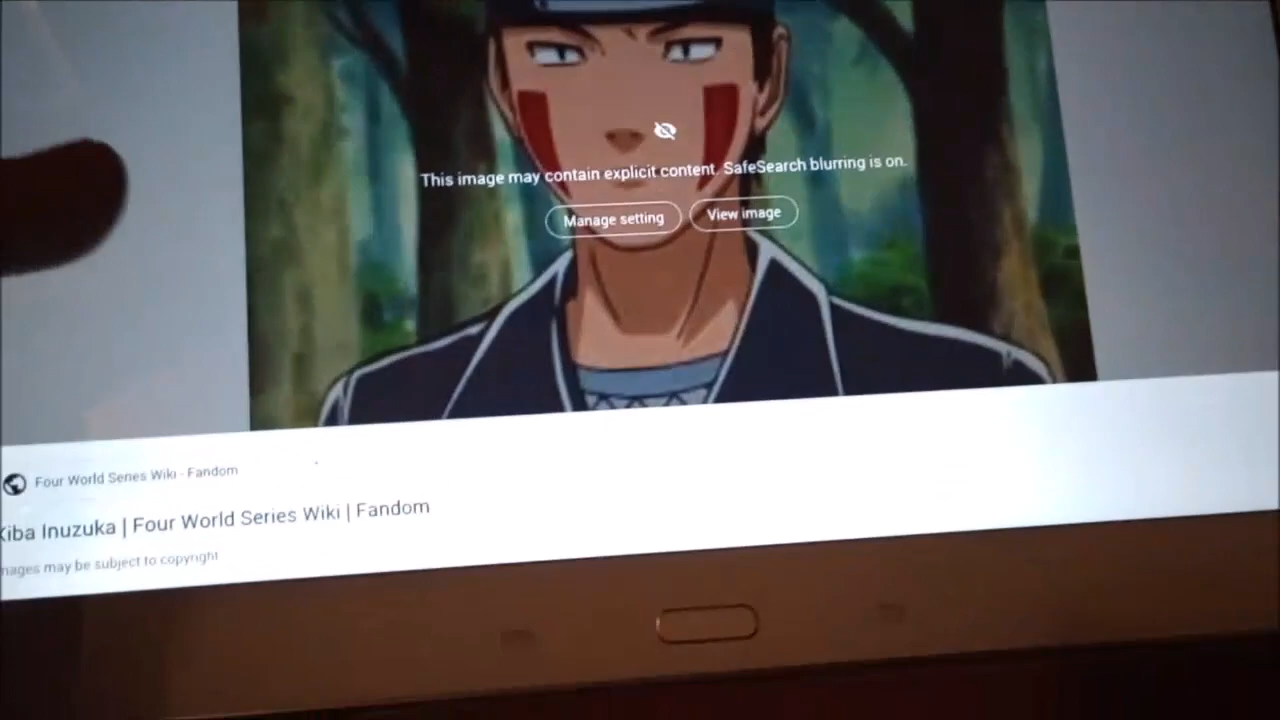 This image may contain explicit content. SafeSearch blurring is on.
Manage setting
View image
Four World Series Wiki - Fandom
Kiba Inuzuka | Four World Series Wiki | Fandom
mages may be subject to copyright